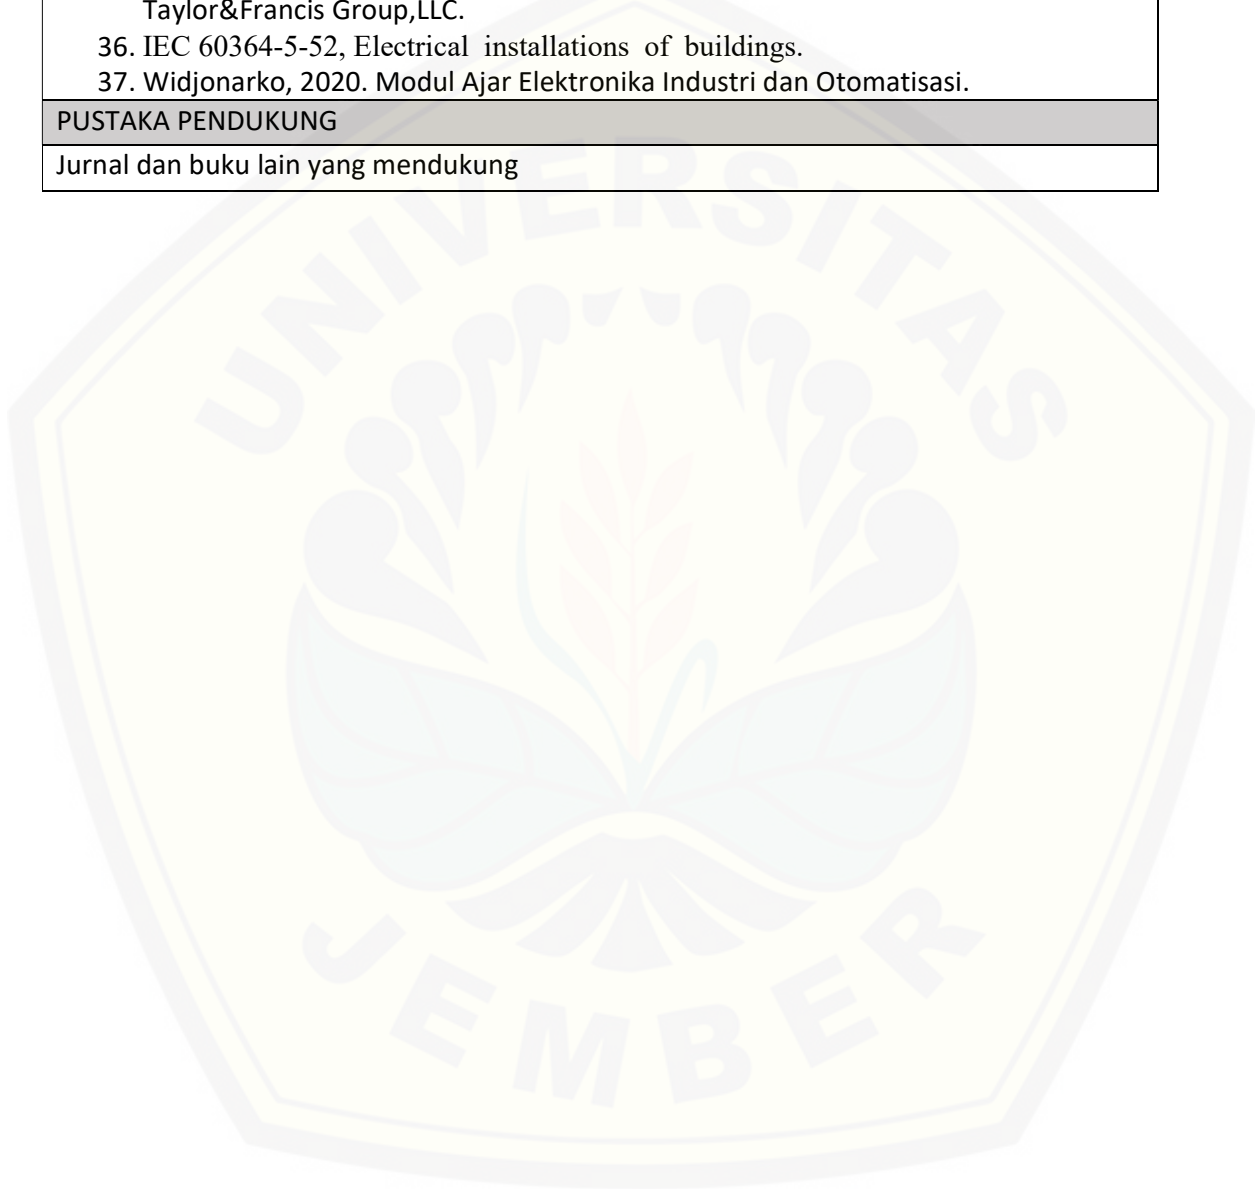 Taylor&Francis Group,LLC.
36. IEC 60364-5-52, Electrical installations of buildings.
37. Widjonarko, 2020. Modul Ajar Elektronika Industri dan Otomatisasi.
PUSTAKA PENDUKUNG
Jurnal dan buku lain yang mendukung
UNIVERSITAS
JEMBER